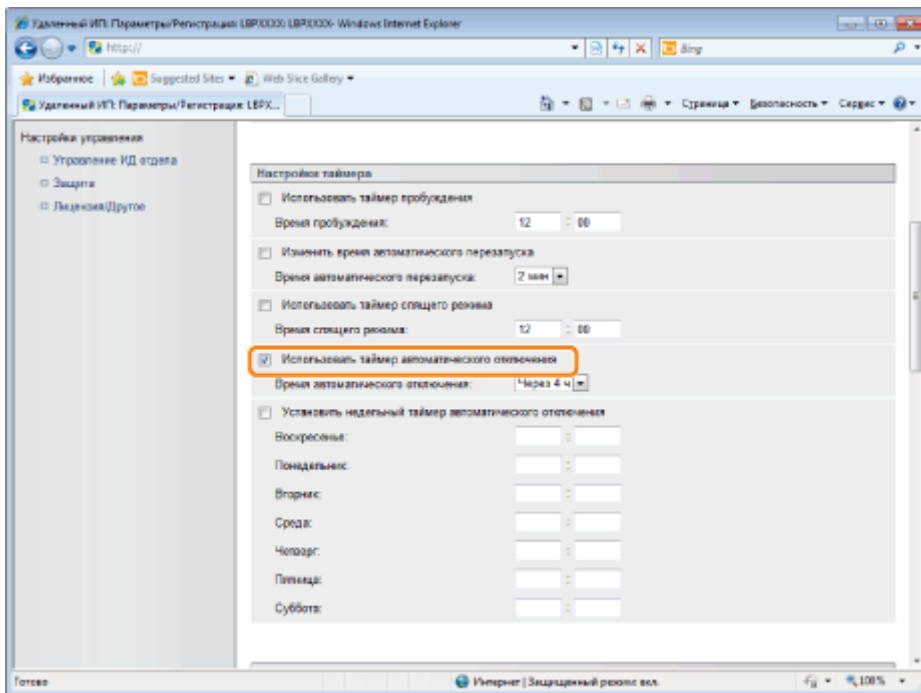 Удаленный ИП: Параметры/Регистрация: LBPXXXX LBPXXXX- Windows Internet Explorer
http://
Bing
Избранное Suggested Sites Web Slice Gallery
Удаленный ИП: Параметры/Регистрация: LBPX... Страница Безопасность Сервис
Настройки управления
Управление ИД отдела
Защита
Лицензия/Другое
Настройки таймера
Использовать таймер пробуждения
Время пробуждения: 12 : 00
Изменить время автоматического перезапуска
Время автоматического перезапуска: 2 мин
Использовать таймер спящего режима
Время спящего режима: 12 : 00
Использовать таймер автоматического отключения
Время автоматического отключения: Через 4 ч
Установить недельный таймер автоматического отключения
Воскресенье: :
Понедельник: :
Вторник: :
Среда: :
Четверг: :
Пятница: :
Суббота: :
Готово Интернет | Защищенный режим: вкл. 100%